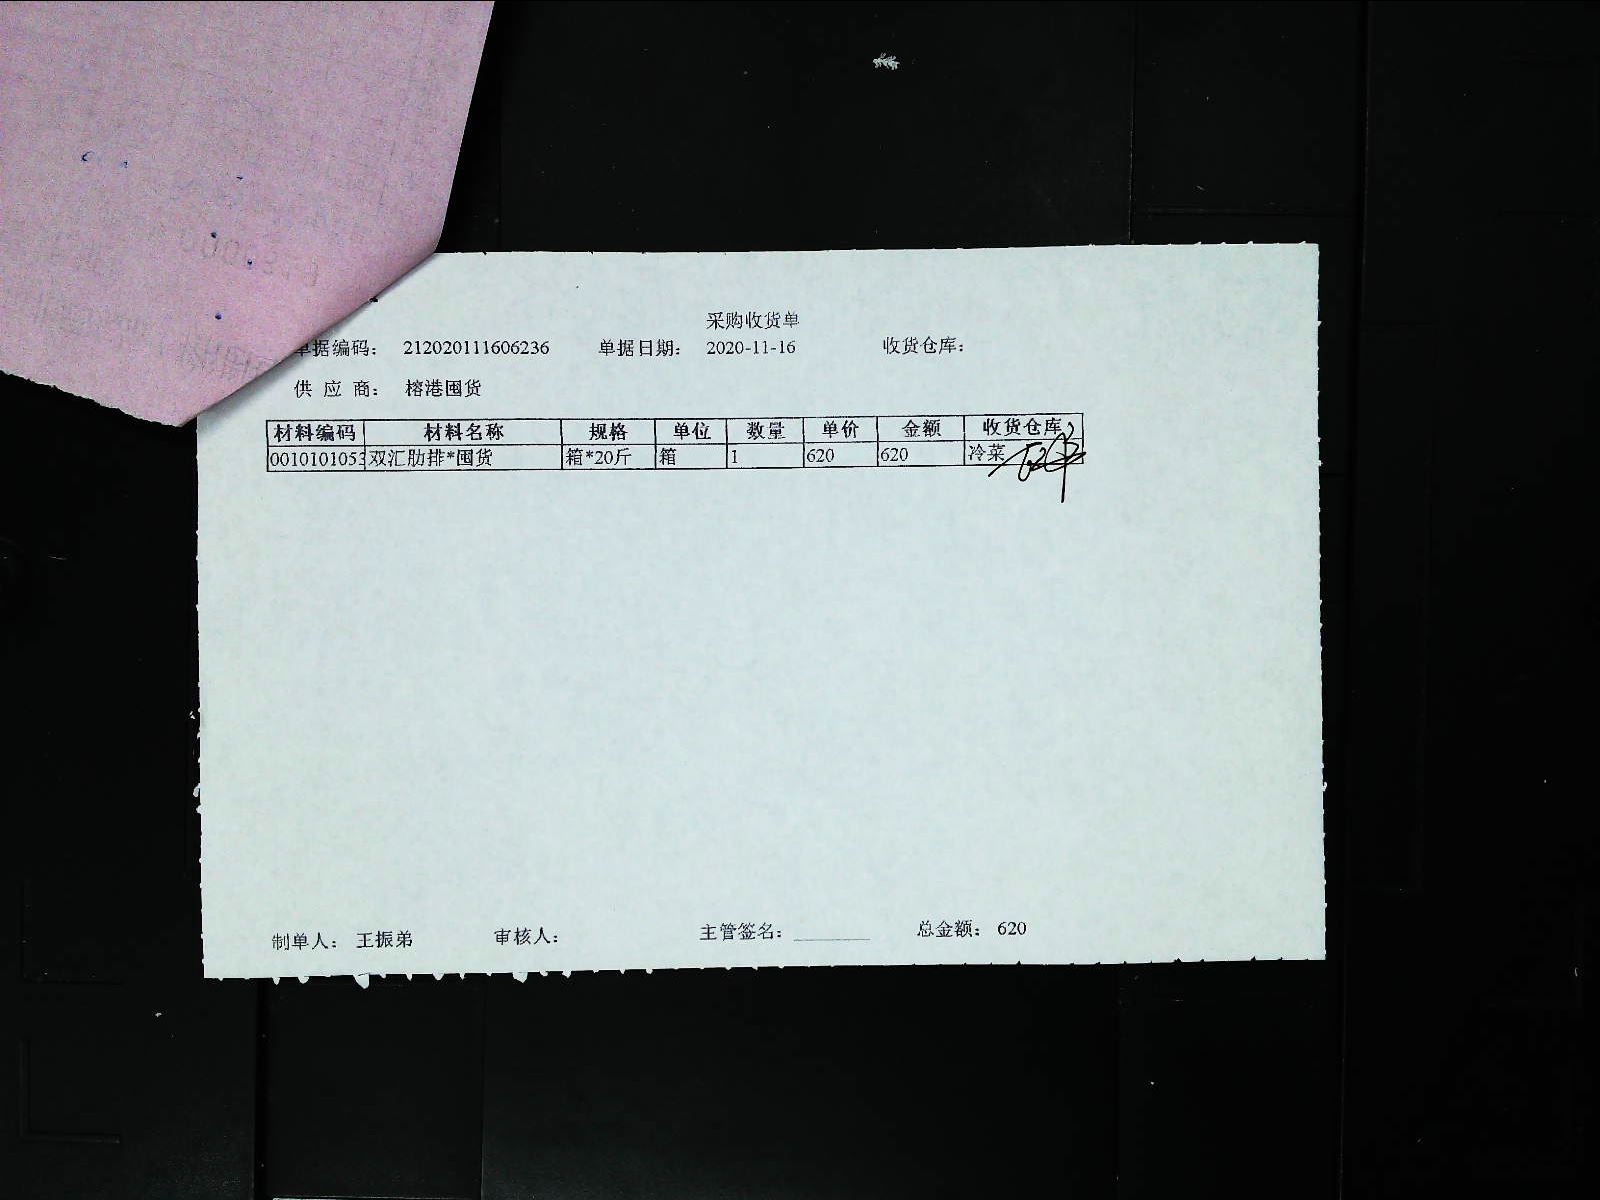 采购收货单
单据编码： 212020111606236 单据日期： 2020-11-16 收货仓库：
供 应 商： 榕港囤货
材料编码 材料名称 规格 单位 数量 单价 金额 收货仓库
0010101053 双汇肋排*囤货 箱*20斤 箱 1 620 620 冷菜
制单人： 王振弟 审核人： 主管签名： ________ 总金额： 620